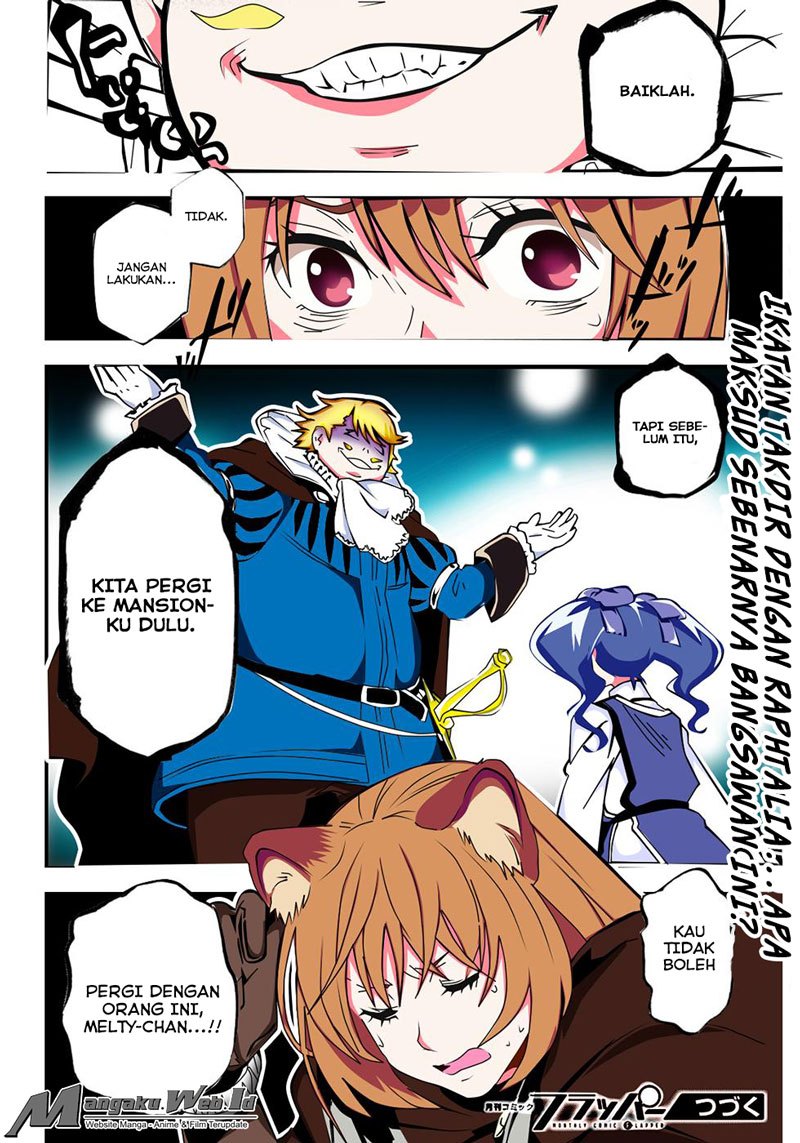 BAIKLAH.
TIDAK.
JANGAN
LAKUKAN...
TAPI SEBE-
LUM ITU,
KITA PERGI
KE MANSION-
KU DULU.
IKATAN TAKDIR DENGAN RAPHTALIA... APA
MAKSUD SEBENARNYA BANGSAWAN INI?
KAU
TIDAK
BOLEH
PERGI DENGAN
ORANG INI,
MELTY-CHAN...!!
Mangaku.Web.Id
Website Manga - Anime & Film Terupdate
月刊コミック フラッパー つづく
MONTHLY COMIC FLAPPER